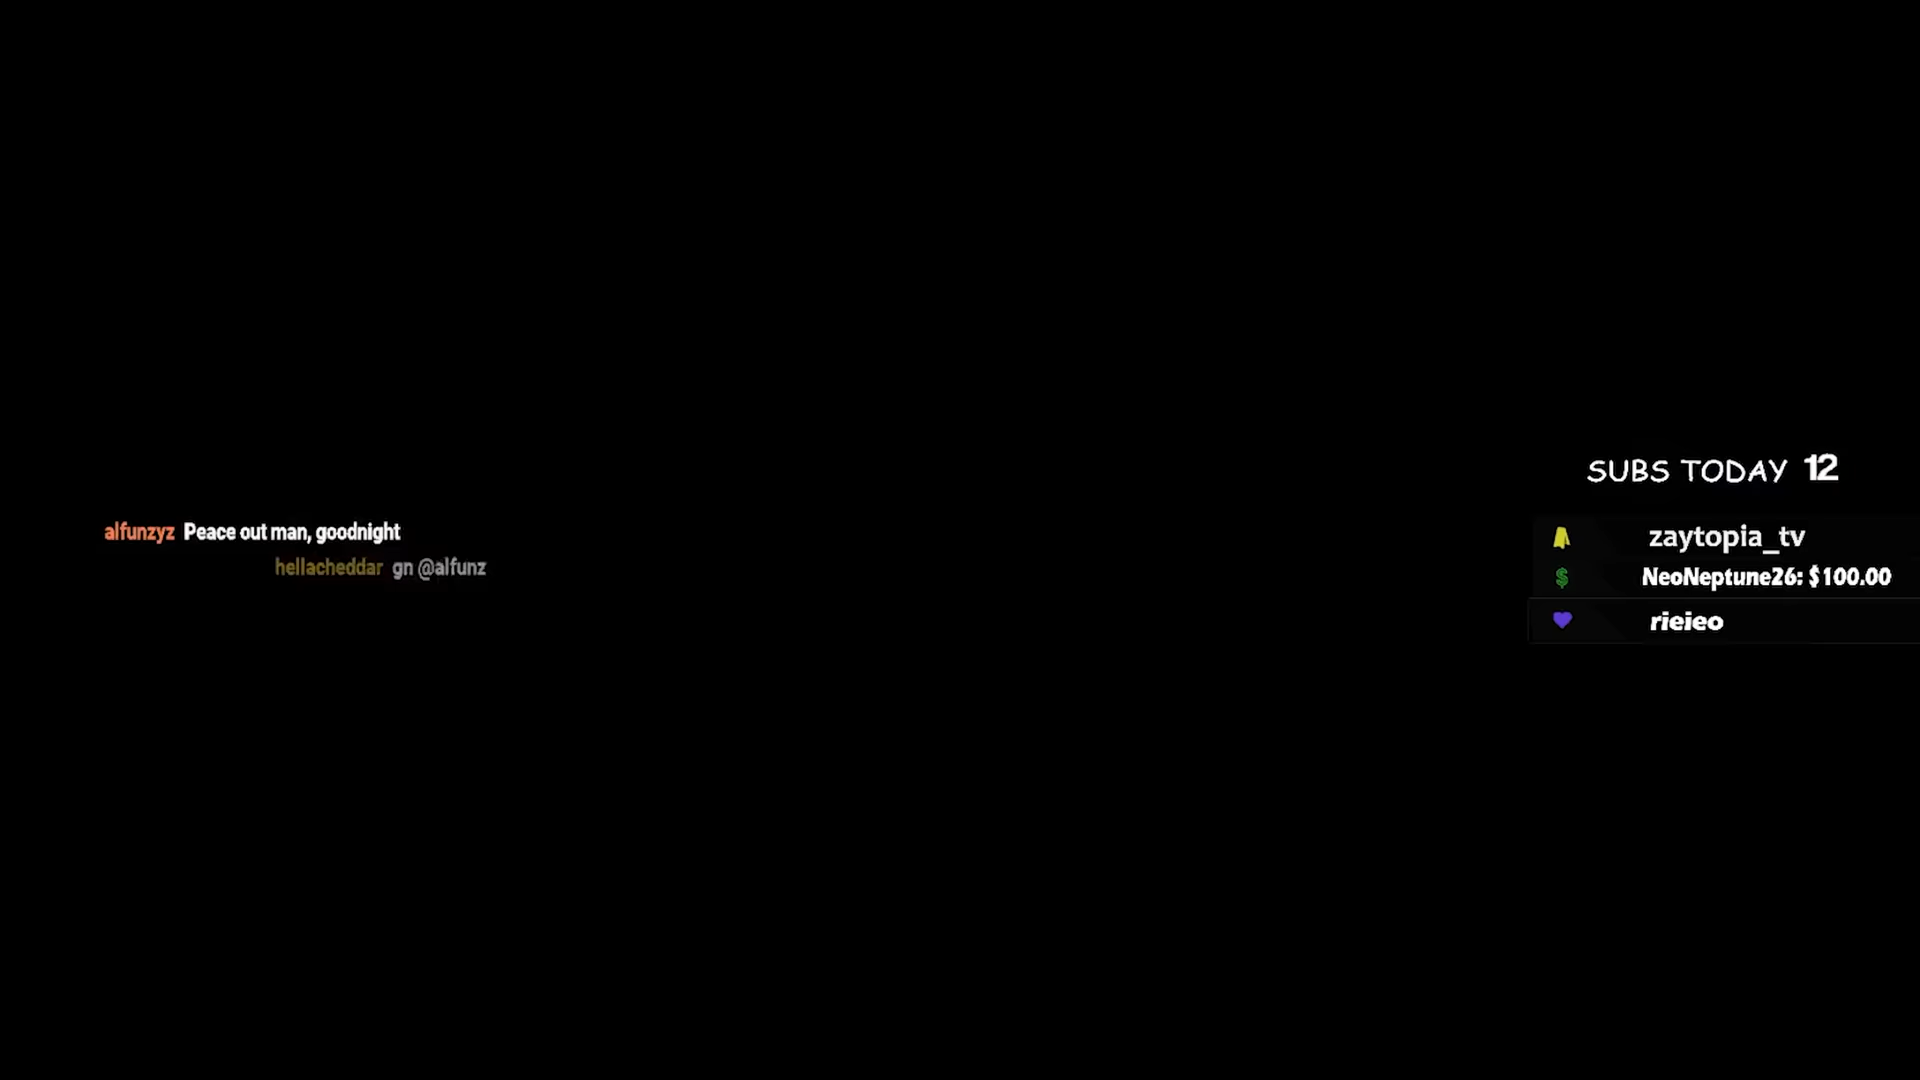 alfunzyz Peace out man, goodnight
hellacheddar gn @alfunz
SUBS TODAY 12
zaytopia_tv
$ NeoNeptune26: $100.00
rieieo